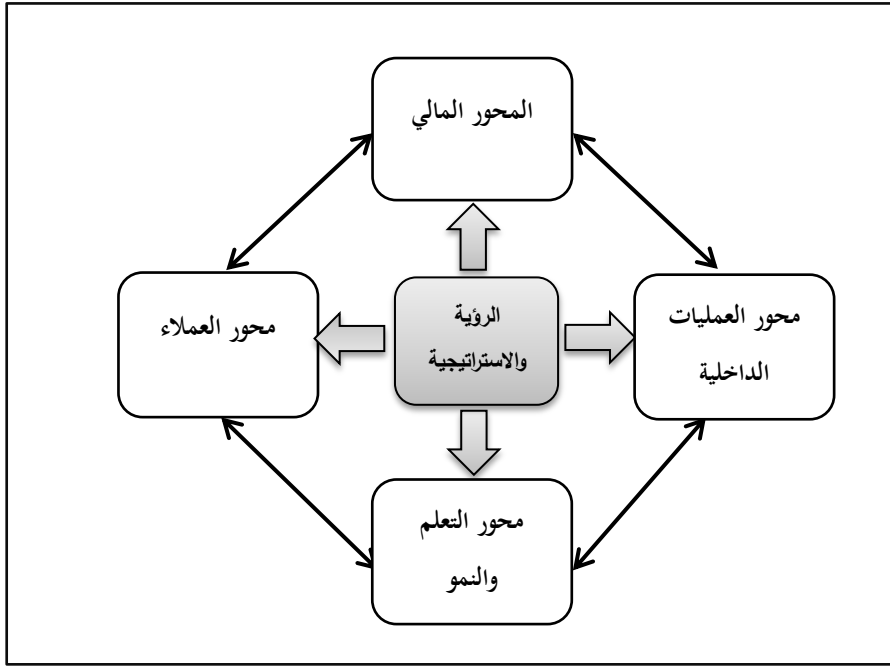 المحور المالي
محور العمليات
الداخلية
الرؤية
والاستراتيجية
محور العملاء
محور التعلم
والنمو